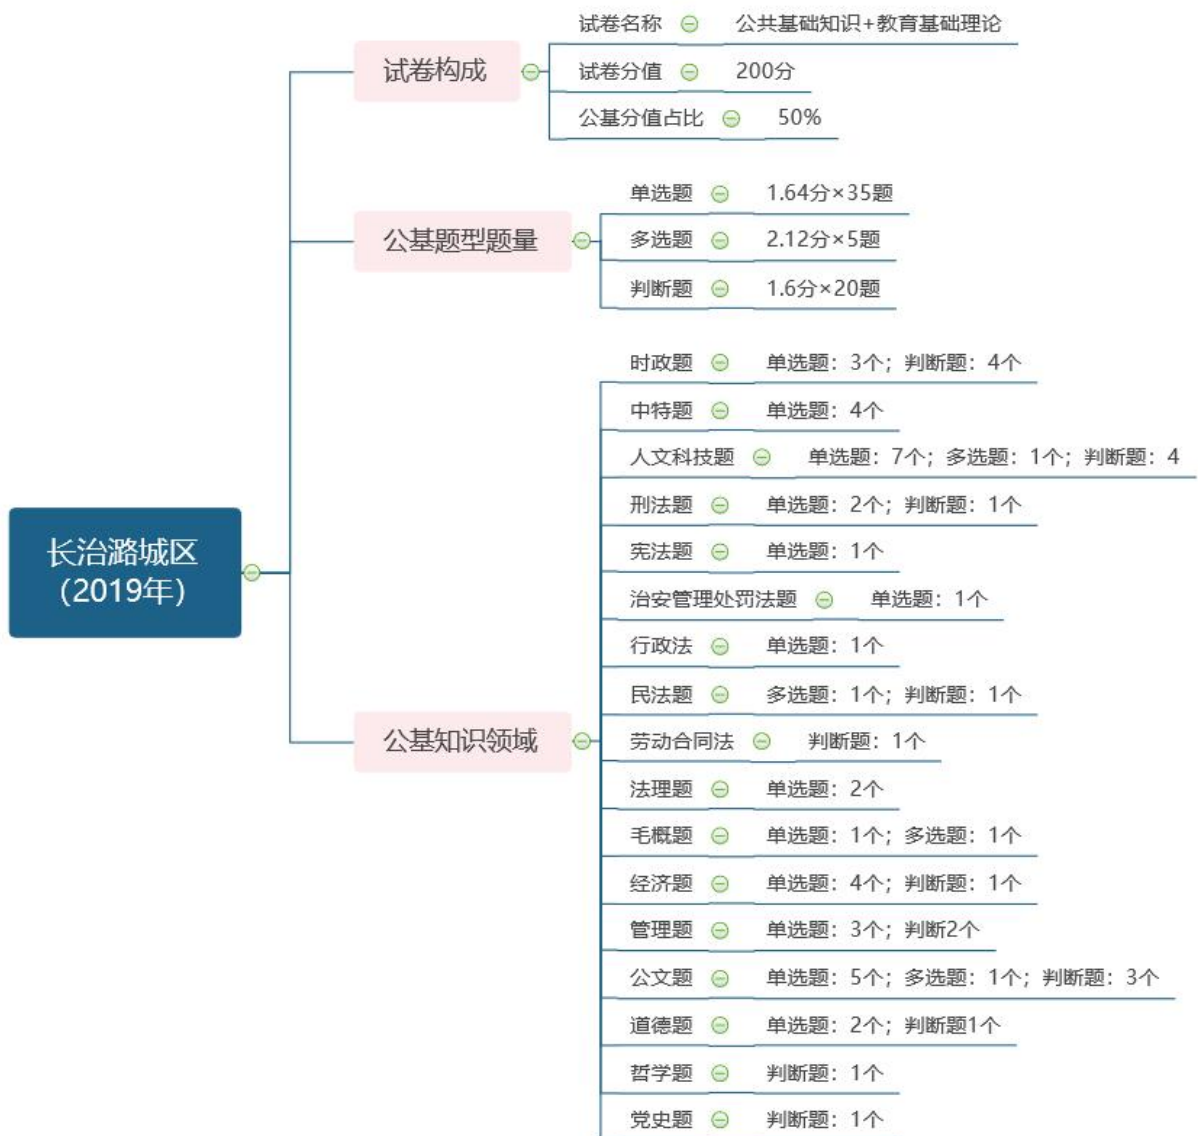 长治潞城区
（2019年）
试卷构成
试卷名称 公共基础知识+教育基础理论
试卷分值 200分
公基分值占比 50%
公基题型题量
单选题 1.64分×35题
多选题 2.12分×5题
判断题 1.6分×20题
公基知识领域
时政题 单选题：3个；判断题：4个
中特题 单选题：4个
人文科技题 单选题：7个；多选题：1个；判断题：4
刑法题 单选题：2个；判断题：1个
宪法题 单选题：1个
治安管理处罚法题 单选题：1个
行政法 单选题：1个
民法题 多选题：1个；判断题：1个
劳动合同法 判断题：1个
法理题 单选题：2个
毛概题 单选题：1个；多选题：1个
经济题 单选题：4个；判断题：1个
管理题 单选题：3个；判断2个
公文题 单选题：5个；多选题：1个；判断题：3个
道德题 单选题：2个；判断题1个
哲学题 判断题：1个
党史题 判断题：1个